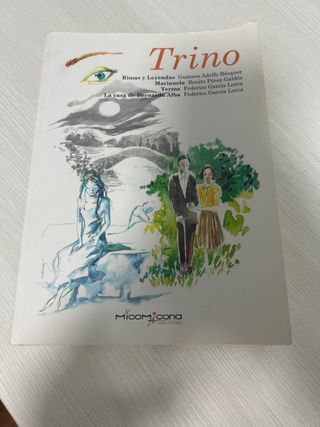 Trino
Rimas y Leyendas Gustavo Adolfo Bécquer
Marianela Benito Pérez Galdós
Yerma Federico García Lorca
La casa de Bernarda Alba Federico García Lorca
MicoMicona
ediciones